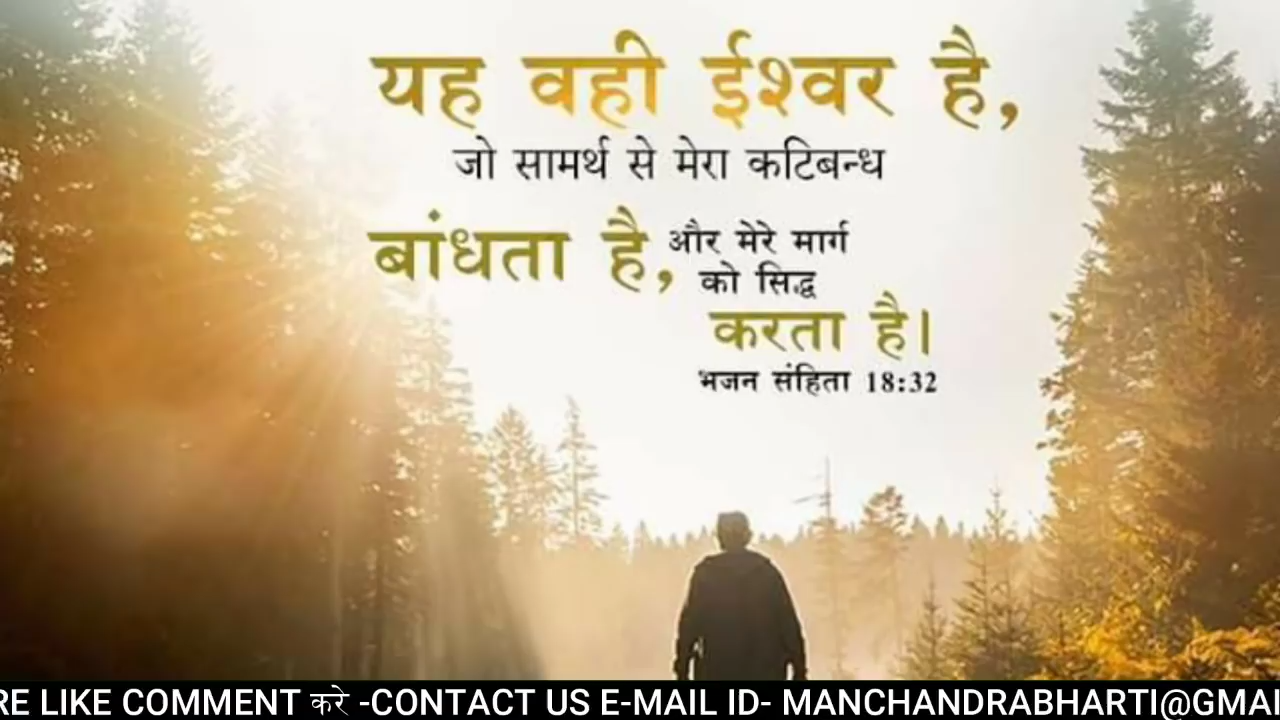 यह वही ईश्वर है,
जो सामर्थ से मेरा कटिबन्ध
बांधता है, और मेरे मार्ग
को सिद्ध
करता है।
भजन संहिता 18:32
RE LIKE COMMENT करे -CONTACT US E-MAIL ID- MANCHANDRABHARTI@GMAI